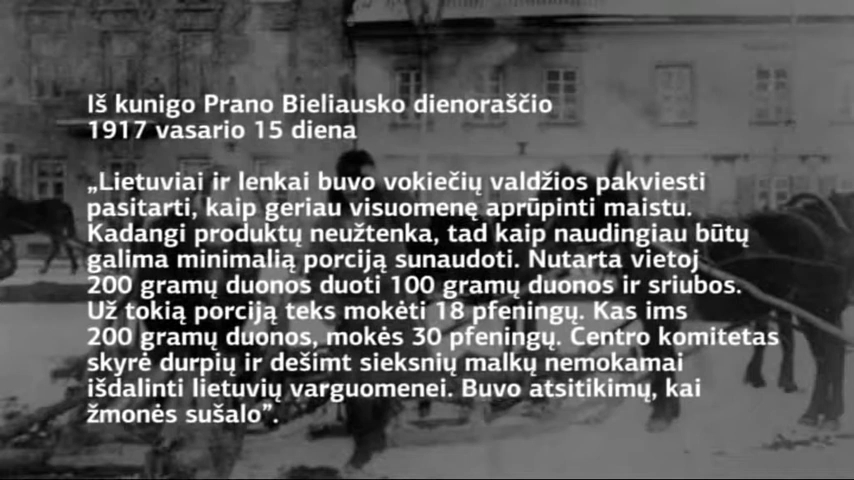 Iš kunigo Prano Bieliausko dienoraščio
1917 vasario 15 diena
„Lietuviai ir lenkai buvo vokiečių valdžios pakviesti
pasitarti, kaip geriau visuomenę aprūpinti maistu.
Kadangi produktų neužtenka, tad kaip naudingiau būtų
galima minimalią porciją sunaudoti. Nutarta vietoj
200 gramų duonos duoti 100 gramų duonos ir sriubos.
Už tokią porciją teks mokėti 18 pfeningų. Kas ims
200 gramų duonos, mokės 30 pfeningų. Centro komitetas
skyrė durpių ir dešimt sieksnių malkų nemokamai
išdalinti lietuvių varguomenei. Buvo atsitikimų, kai
žmonės sušalo”.